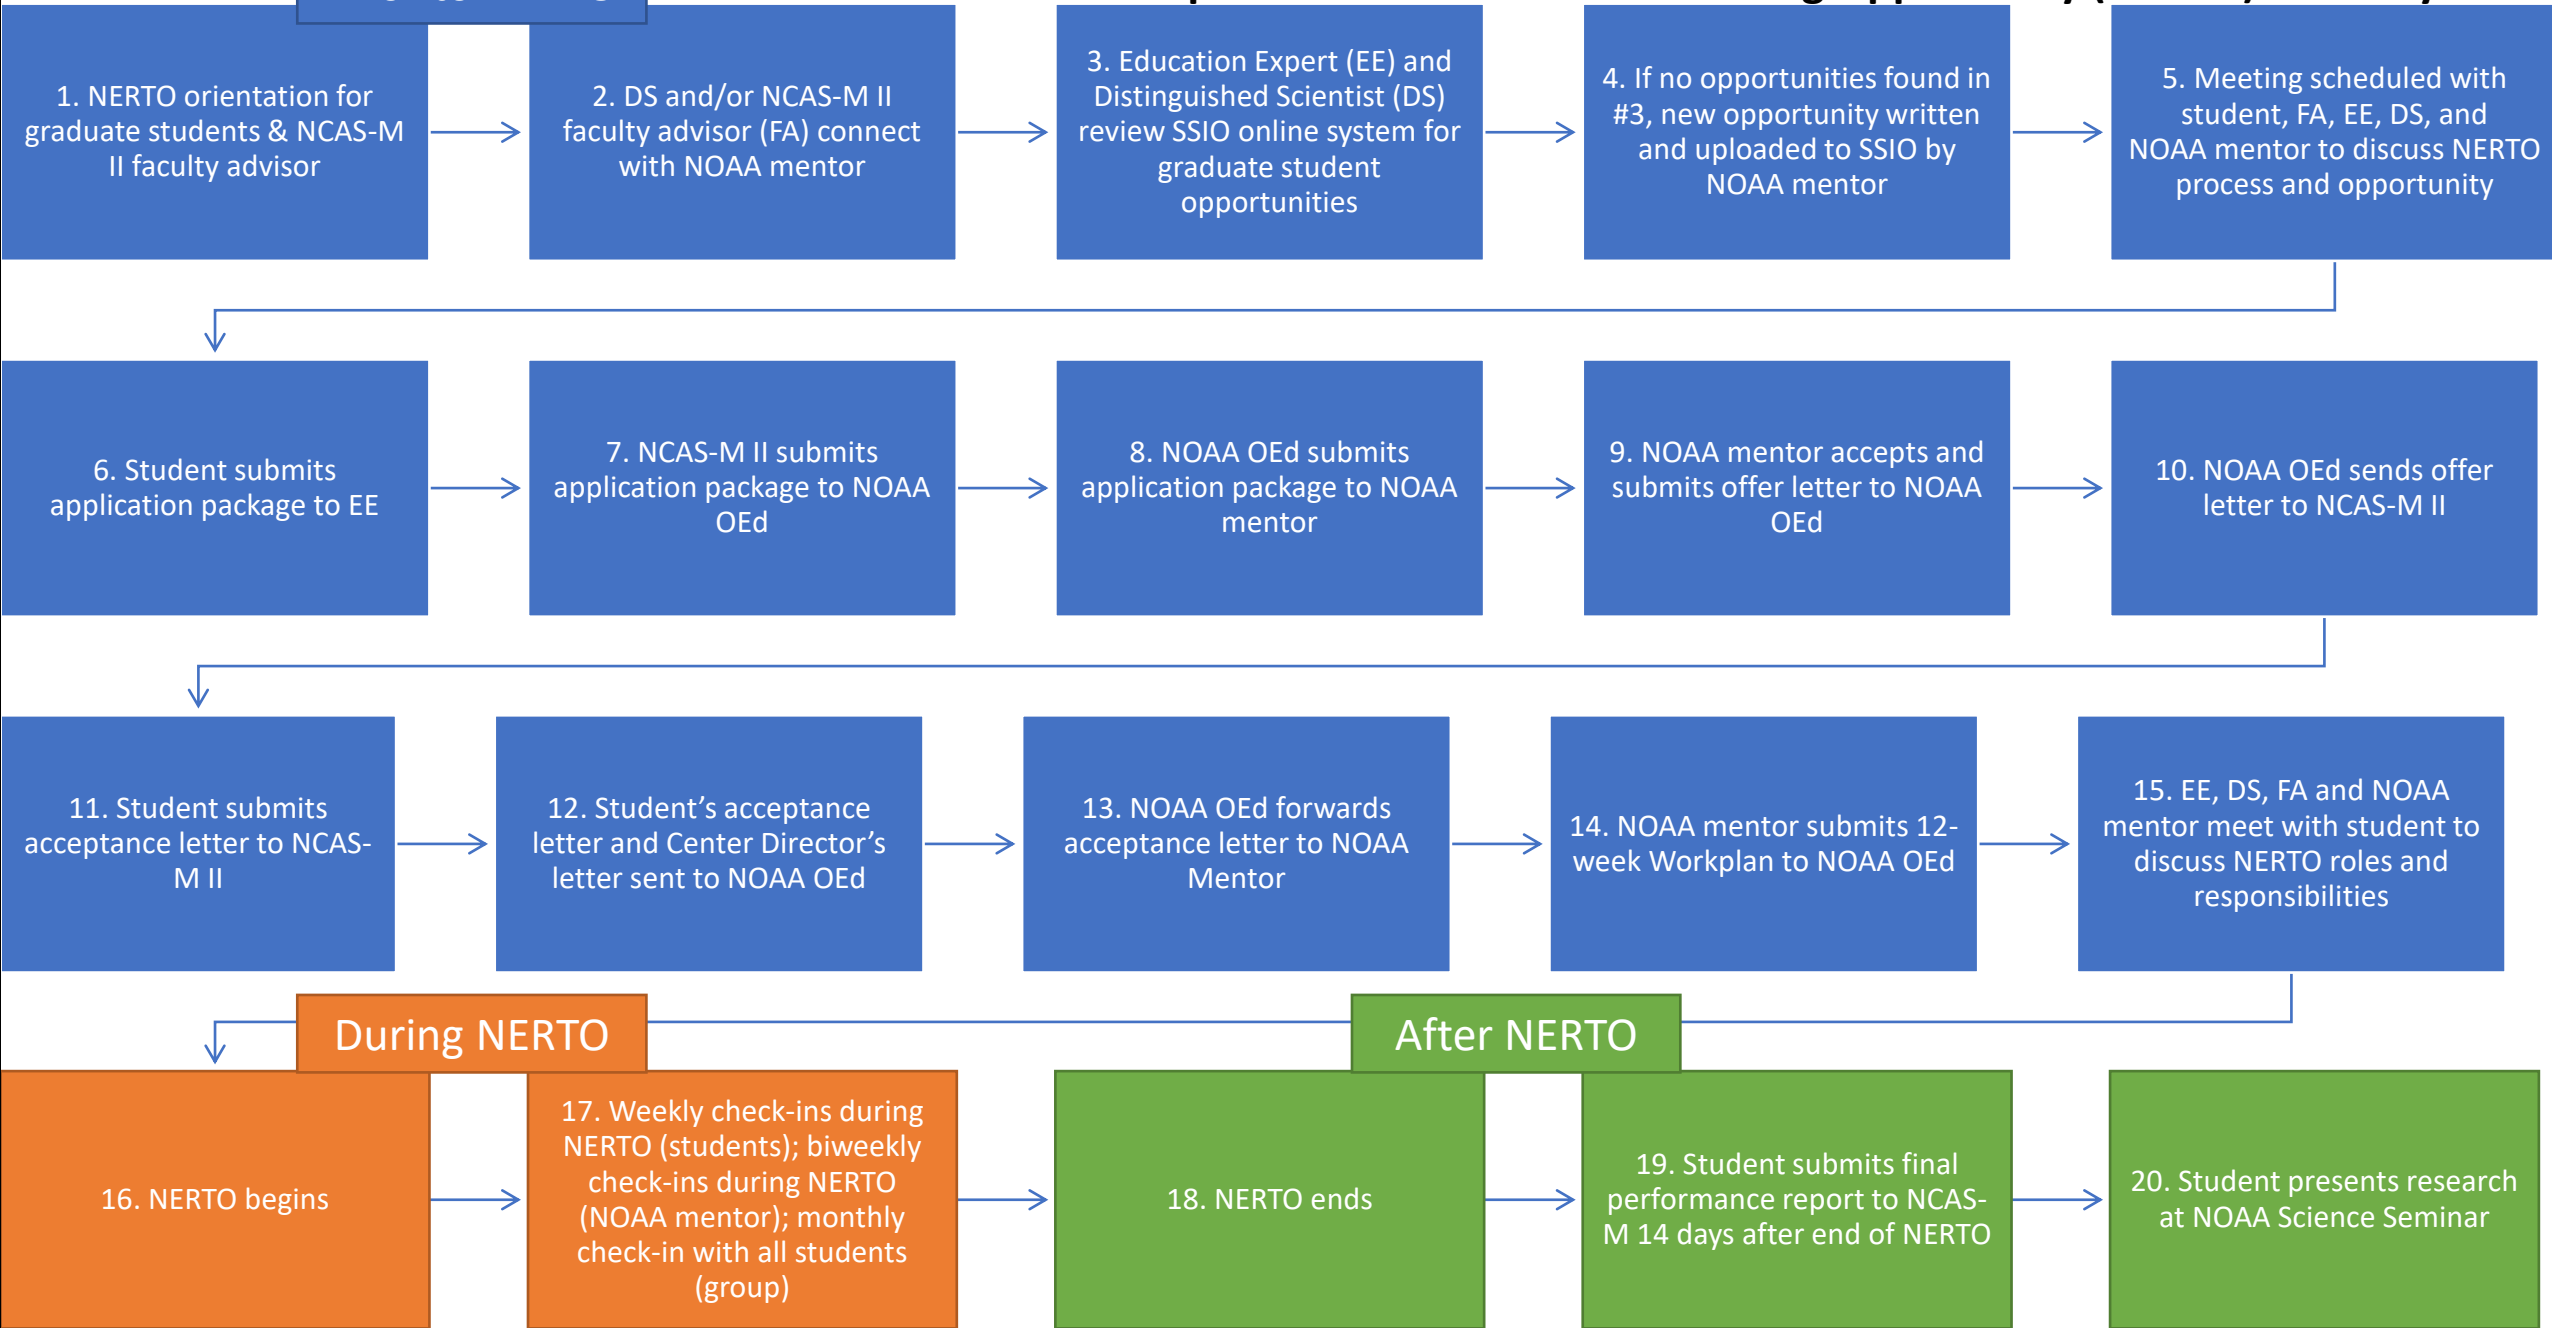 1. NERTO orientation for
graduate students & NCAS-M
II faculty advisor
2. DS and/or NCAS-M II
faculty advisor (FA) connect
with NOAA mentor
3. Education Expert (EE) and
Distinguished Scientist (DS)
review SSIO online system for
graduate student
opportunities
4. If no opportunities found in
#3, new opportunity written
and uploaded to SSIO by
NOAA mentor
5. Meeting scheduled with
student, FA, EE, DS, and
NOAA mentor to discuss NERTO
process and opportunity
6. Student submits
application package to EE
7. NCAS-M II submits
application package to NOAA
OEd
8. NOAA OEd submits
application package to NOAA
mentor
9. NOAA mentor accepts and
submits offer letter to NOAA
OEd
10. NOAA OEd sends offer
letter to NCAS-M II
11. Student submits
acceptance letter to NCAS-
M II
12. Student’s acceptance
letter and Center Director’s
letter sent to NOAA OEd
13. NOAA OEd forwards
acceptance letter to NOAA
Mentor
14. NOAA mentor submits 12-
week Workplan to NOAA OEd
15. EE, DS, FA and NOAA
mentor meet with student to
discuss NERTO roles and
responsibilities
During NERTO
After NERTO
16. NERTO begins
17. Weekly check-ins during
NERTO (students); biweekly
check-ins during NERTO
(NOAA mentor); monthly
check-in with all students
(group)
18. NERTO ends
19. Student submits final
performance report to NCAS-
M 14 days after end of NERTO
20. Student presents research
at NOAA Science Seminar